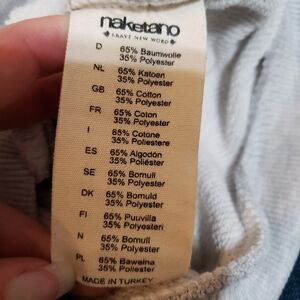 naketano
BRAVE NEW WORD
D 65% Baumwolle
35% Polyester
NL 65% Katoen
35% Polyester
GB 65% Cotton
35% Polyester
FR 65% Coton
35% Polyester
I 65% Cotone
35% Poliestere
ES 65% Algodón
35% Poliéster
SE 65% Bomull
35% Polyester
DK 65% Bomuld
35% Polyester
FI 65% Puuvilla
35% Polyesteri
N 65% Bomull
35% Polyester
PL 65% Bawełna
35% Poliester
MADE IN TURKEY